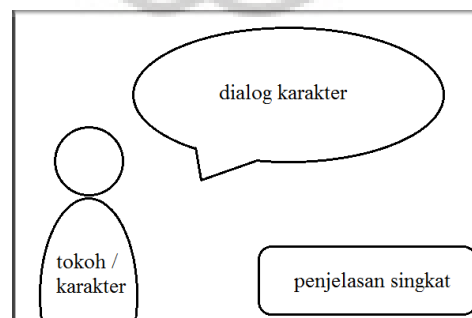 dialog karakter
tokoh /
karakter
penjelasan singkat